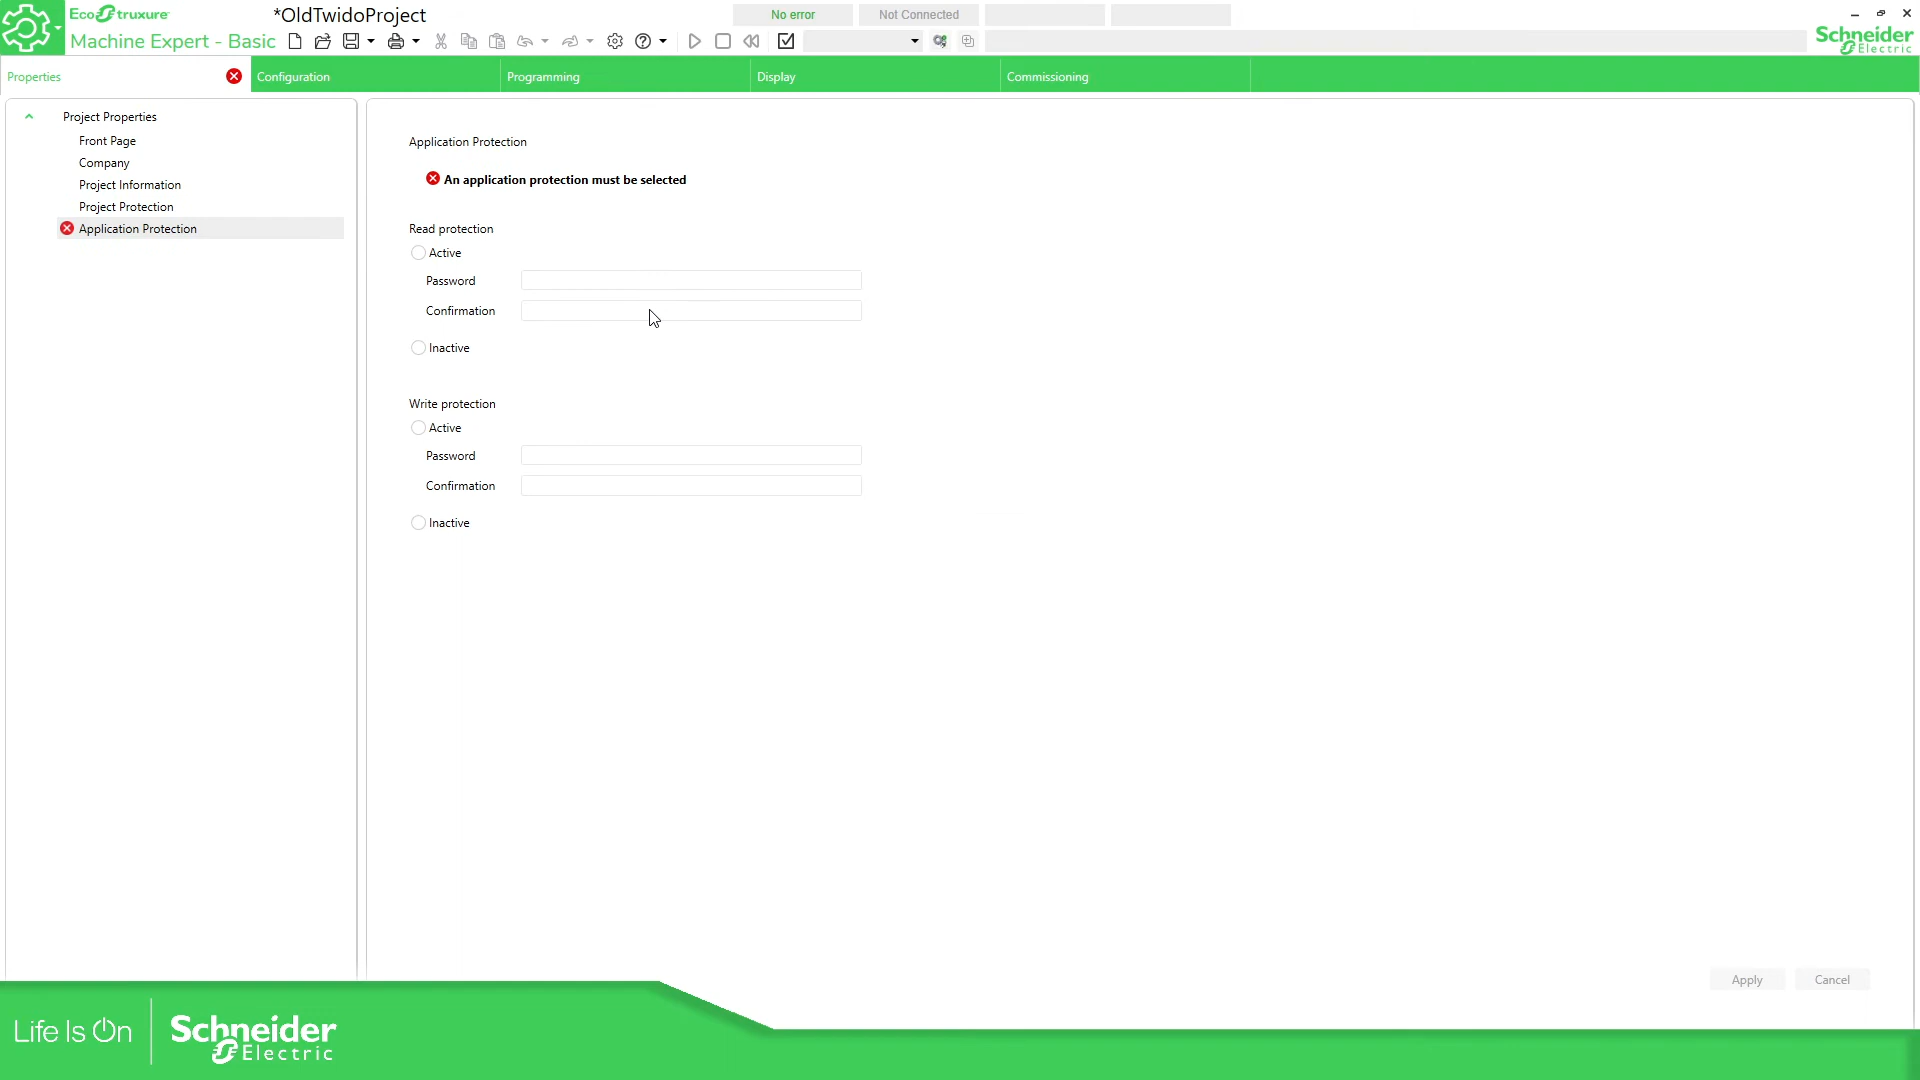 EcoStruxure
Machine Expert - Basic
*OldTwidoProject
No error
Not Connected
Schneider
Electric
Properties
Configuration
Programming
Display
Commissioning
Project Properties
Front Page
Company
Project Information
Project Protection
Application Protection
Application Protection
An application protection must be selected
Read protection
Active
Password
Confirmation
Inactive
Write protection
Active
Password
Confirmation
Inactive
Apply
Cancel
Life Is On
Schneider
Electric